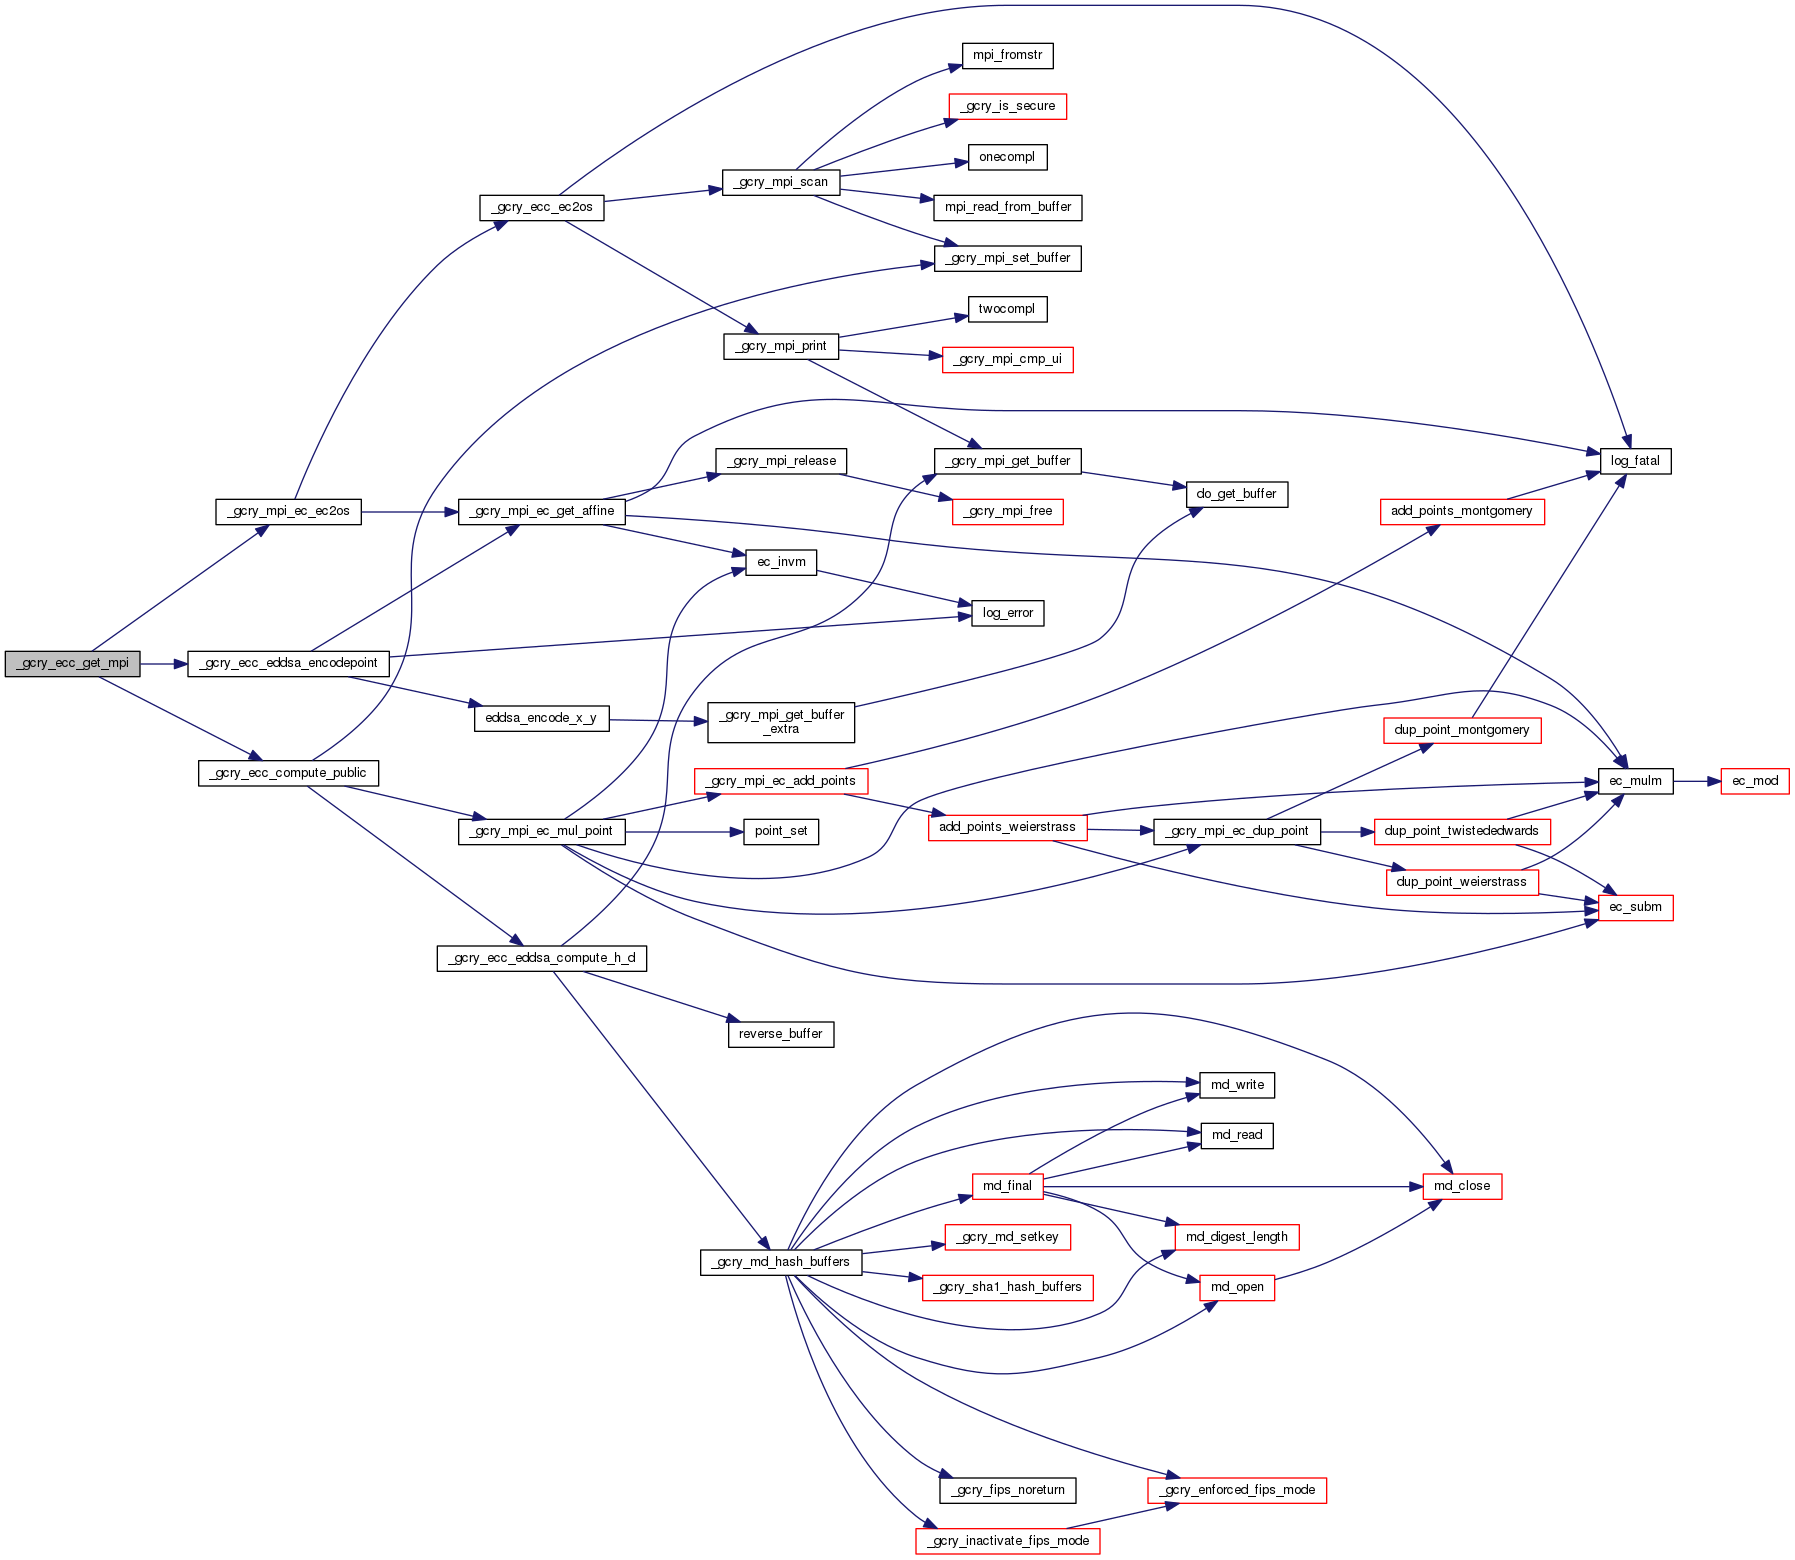 mpi_fromstr
_gcry_is_secure
onecompl
_gcry_mpi_scan
_gcry_ecc_ec2os
mpi_read_from_buffer
_gcry_mpi_set_buffer
twocompl
_gcry_mpi_print
_gcry_mpi_cmp_ui
_gcry_mpi_release
_gcry_mpi_get_buffer
log_fatal
do_get_buffer
_gcry_mpi_ec_ec2os
_gcry_mpi_ec_get_affine
_gcry_mpi_free
add_points_montgomery
ec_invm
log_error
_gcry_ecc_get_mpi
_gcry_ecc_eddsa_encodepoint
eddsa_encode_x_y
_gcry_mpi_get_buffer
_extra
dup_point_montgomery
_gcry_ecc_compute_public
_gcry_mpi_ec_add_points
ec_mulm
ec_mod
_gcry_mpi_ec_mul_point
point_set
add_points_weierstrass
_gcry_mpi_ec_dup_point
dup_point_twistededwards
dup_point_weierstrass
ec_subm
_gcry_ecc_eddsa_compute_h_d
reverse_buffer
md_write
md_read
md_final
md_close
md_digest_length
_gcry_md_setkey
_gcry_md_hash_buffers
_gcry_sha1_hash_buffers
md_open
_gcry_fips_noreturn
_gcry_enforced_fips_mode
_gcry_inactivate_fips_mode